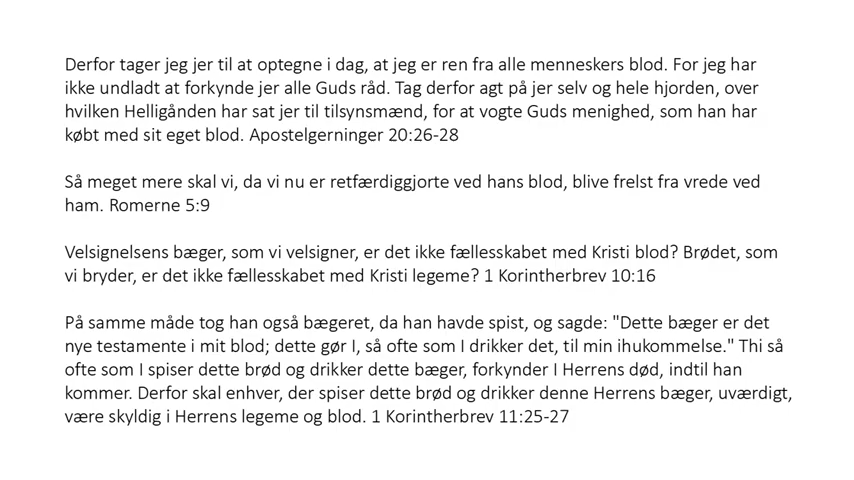 Derfor tager jeg jer til at optegne i dag, at jeg er ren fra alle menneskers blod. For jeg har
ikke undladt at forkynde jer alle Guds råd. Tag derfor agt på jer selv og hele hjorden, over
hvilken Helligånden har sat jer til tilsynsmænd, for at vogte Guds menighed, som han har
købt med sit eget blod. Apostelgerninger 20:26-28
Så meget mere skal vi, da vi nu er retfærdiggjorte ved hans blod, blive frelst fra vrede ved
ham. Romerne 5:9
Velsignelsens bæger, som vi velsigner, er det ikke fællesskabet med Kristi blod? Brødet, som
vi bryder, er det ikke fællesskabet med Kristi legeme? 1 Korintherbrev 10:16
På samme måde tog han også bægeret, da han havde spist, og sagde: "Dette bæger er det
nye testamente i mit blod; dette gør I, så ofte som I drikker det, til min ihukommelse." Thi så
ofte som I spiser dette brød og drikker dette bæger, forkynder I Herrens død, indtil han
kommer. Derfor skal enhver, der spiser dette brød og drikker denne Herrens bæger, uværdigt,
være skyldig i Herrens legeme og blod. 1 Korintherbrev 11:25-27